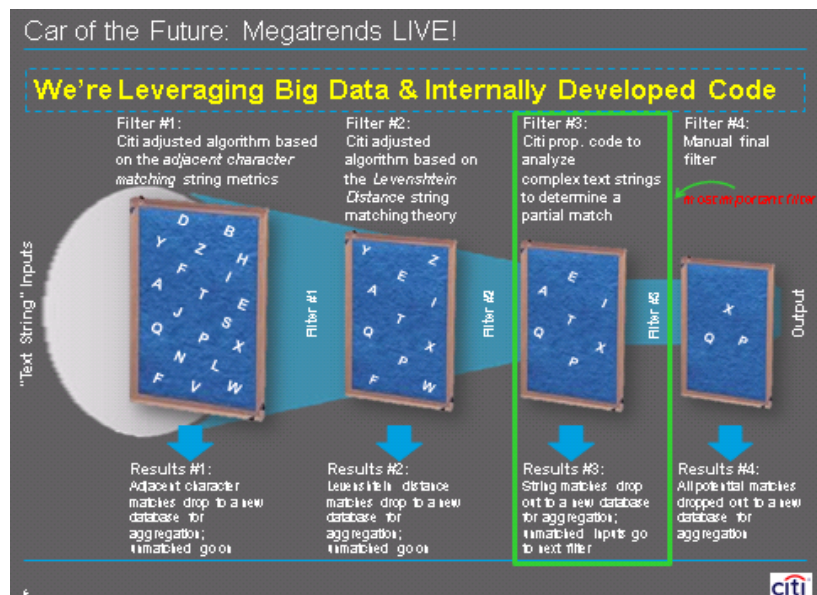 Car of the Future: Megatrends LIVE!
We're Leveraging Big Data & Internally Developed Code
Filter #1:
Citi adjusted algorithm based
on the adjacent character
matching string metrics
Filter #2:
Citi adjusted
algorithm based on
the Levenshtein
Distance string
matching theory
Filter #3:
Citi prop. code to
analyze
complex text strings
to determine a
partial match
Filter #4:
Manual final
filter
most important filter
"Text String" Inputs
D
B
Y
Z
H
F
I
A
T
E
J
S
Q
P
X
N
L
F
V
W
Filter #1
Y
Z
E
A
I
T
Q
X
P
F
W
Filter #2
E
A
I
T
Q
X
P
Filter #3
X
Q
P
Output
Results #1:
Adjacent character
matches drop to a new
database for
aggregation;
unmatched go on
Results #2:
Levenshtein distance
matches drop to a new
database for
aggregation;
unmatched go on
Results #3:
String matches drop
out to a new database
for aggregation;
unmatched inputs go
to next filter
Results #4:
All potential matches
dropped out to a new
database for
aggregation
citi